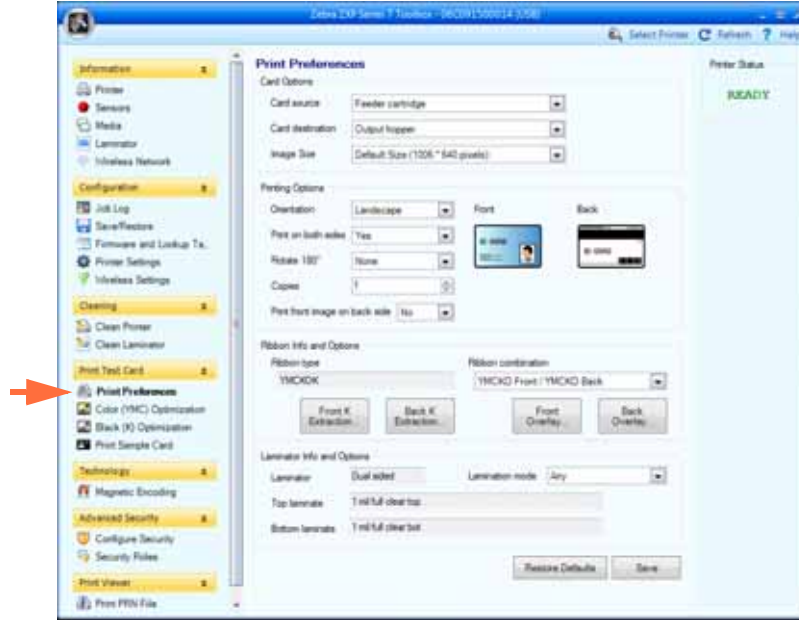 Zebra ZXP Series 7 Toolbox - 06C091500014 (USB)
Select Printer Refresh ? Help
Information
Printer
Sensors
Media
Laminator
Wireless Network
Configuration
Job Log
Save/Restore
Firmware and Lookup Ta..
Printer Settings
Wireless Settings
Cleaning
Clean Printer
Clean Laminator
Print Test Card
Print Preferences
Color (YMC) Optimization
Black (K) Optimization
Print Sample Card
Technology
Magnetic Encoding
Advanced Security
Configure Security
Security Roles
Print Viewer
Print PRN File
Print Preferences
Card Options
Card source Feeder cartridge
Card destination Output hopper
Image Size Default Size (1006 * 640 pixels)
Printing Options
Orientation Landscape
Print on both sides Yes
Rotate 180° None
Copies 1
Print front image on back side No
Front Back
Ribbon Info and Options
Ribbon type Ribbon combination
YMCKOK YMCKO Front / YMCKO Back
Front K Extraction...
Back K Extraction...
Front Overlay...
Back Overlay...
Laminator Info and Options
Laminator Dual sided Lamination mode Any
Top laminate 1 mil full clear top
Bottom laminate 1 mil full clear bot
Restore Defaults Save
Printer Status
READY